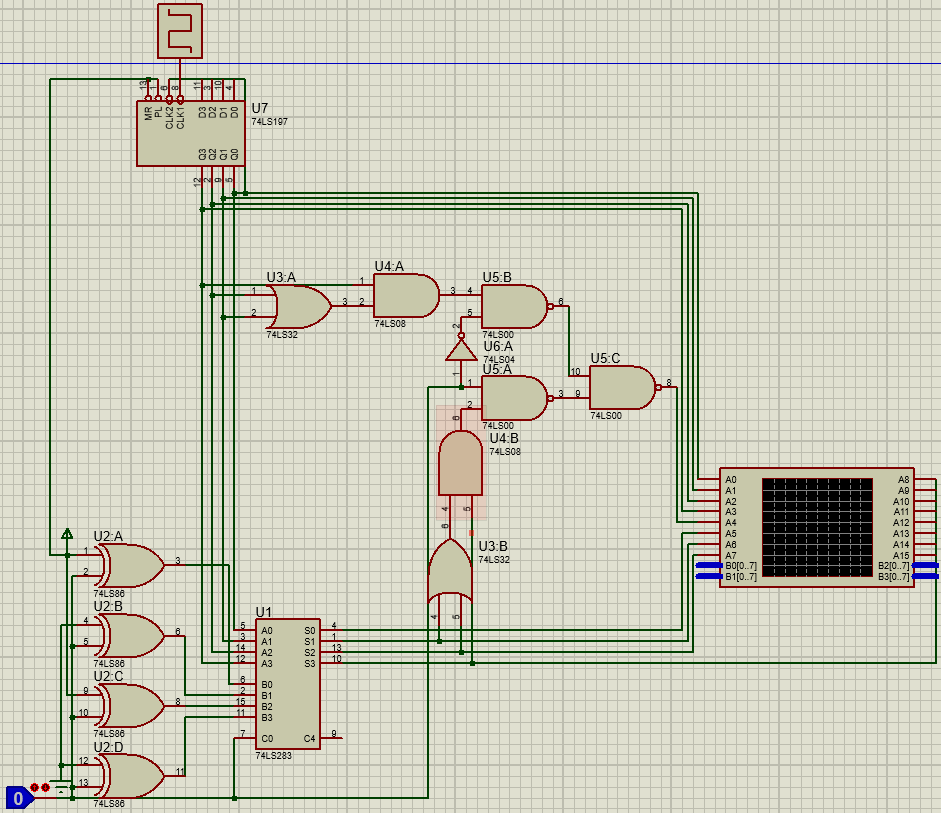 13 1 6 8 11 3 10 4
MR PL CLK2 CLK1 D3 D2 D1 D0
U7
74LS197
Q3 Q2 Q1 Q0
12 2 9 5
U3:A
1
2
3
74LS32
U4:A
1
2
3
74LS08
U5:B
4
5
6
74LS00
2
U6:A
74LS04
1
U5:A
1
2
3
74LS00
U5:C
10
9
8
74LS00
6
U4:B
74LS08
4 5
6
U3:B
74LS32
4 5
A0
A1
A2
A3
A4
A5
A6
A7
B0[0..7]
B1[0..7]
A8
A9
A10
A11
A12
A13
A14
A15
B2[0..7]
B3[0..7]
U2:A
1
2
3
74LS86
U2:B
4
5
6
74LS86
U2:C
9
10
8
74LS86
U2:D
12
13
11
74LS86
0
U1
5 A0 S0 4
3 A1 S1 1
14 A2 S2 13
12 A3 S3 10
6 B0
2 B1
15 B2
11 B3
7 C0 C4 9
74LS283